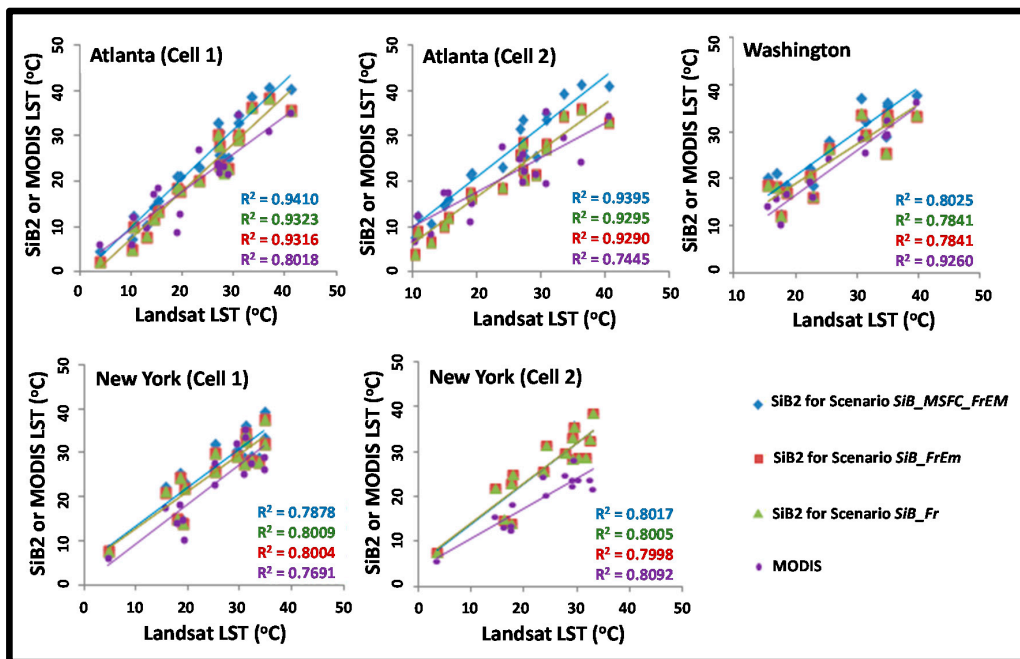 Atlanta (Cell 1)
SiB2 or MODIS LST (°C)
50
40
30
20
10
0
R² = 0.9410
R² = 0.9323
R² = 0.9316
R² = 0.8018
0 10 20 30 40 50
Landsat LST (°C)
Atlanta (Cell 2)
SiB2 or MODIS LST (°C)
50
40
30
20
10
0
R² = 0.9395
R² = 0.9295
R² = 0.9290
R² = 0.7445
10 20 30 40 50
Landsat LST (°C)
Washington
SiB2 or MODIS LST (°C)
50
40
30
20
10
0
R² = 0.8025
R² = 0.7841
R² = 0.7841
R² = 0.9260
10 20 30 40 50
Landsat LST (°C)
New York (Cell 1)
SiB2 or MODIS LST (°C)
50
40
30
20
10
0
R² = 0.7878
R² = 0.8009
R² = 0.8004
R² = 0.7691
0 10 20 30 40 50
Landsat LST (°C)
New York (Cell 2)
SiB2 or MODIS LST (°C)
50
40
30
20
10
0
R² = 0.8017
R² = 0.8005
R² = 0.7998
R² = 0.8092
0 10 20 30 40 50
Landsat LST (°C)
SiB2 for Scenario SiB_MSFC_FrEM
SiB2 for Scenario SiB_FrEm
SiB2 for Scenario SiB_Fr
MODIS